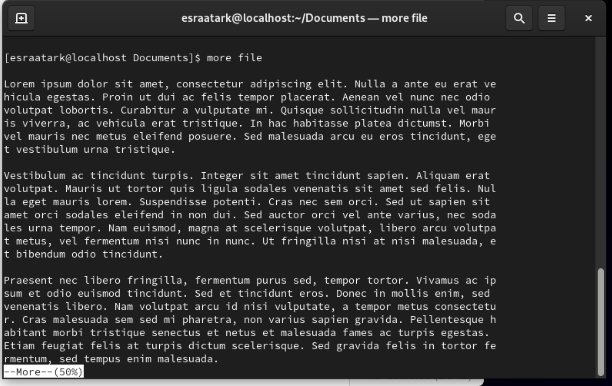 esraatark@localhost:~/Documents — more file
[esraatark@localhost Documents]$ more file
Lorem ipsum dolor sit amet, consectetur adipiscing elit. Nulla a ante eu erat ve
hicula egestas. Proin ut dui ac felis tempor placerat. Aenean vel nunc nec odio
volutpat lobortis. Curabitur a vulputate mi. Quisque sollicitudin nulla vel maur
is viverra, ac vehicula erat tristique. In hac habitasse platea dictumst. Morbi
vel mauris nec metus eleifend posuere. Sed malesuada arcu eu eros tincidunt, ege
t vestibulum urna tristique.
Vestibulum ac tincidunt turpis. Integer sit amet tincidunt sapien. Aliquam erat
volutpat. Mauris ut tortor quis ligula sodales venenatis sit amet sed felis. Nul
la eget mauris lorem. Suspendisse potenti. Cras nec sem orci. Sed ut sapien sit
amet orci sodales eleifend in non dui. Sed auctor orci vel ante varius, nec soda
les urna tempor. Nam euismod, magna at scelerisque volutpat, libero arcu volutpa
t metus, vel fermentum nisi nunc in nunc. Ut fringilla nisi at nisi malesuada, e
t bibendum odio tincidunt.
Praesent nec libero fringilla, fermentum purus sed, tempor tortor. Vivamus ac ip
sum et odio euismod tincidunt. Sed et tincidunt eros. Donec in mollis enim, sed
venenatis libero. Nam volutpat arcu id nisi vulputate, a tempor metus consectetu
r. Cras malesuada sem sed mi pharetra, non varius sapien gravida. Pellentesque h
abitant morbi tristique senectus et netus et malesuada fames ac turpis egestas.
Etiam feugiat felis at turpis dictum scelerisque. Sed gravida felis in tortor fe
rmentum, sed tempus enim malesuada.
--More--(50%)